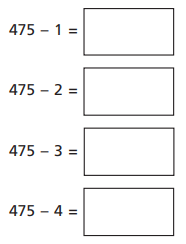 475 – 1 =
475 – 2 =
475 – 3 =
475 – 4 =